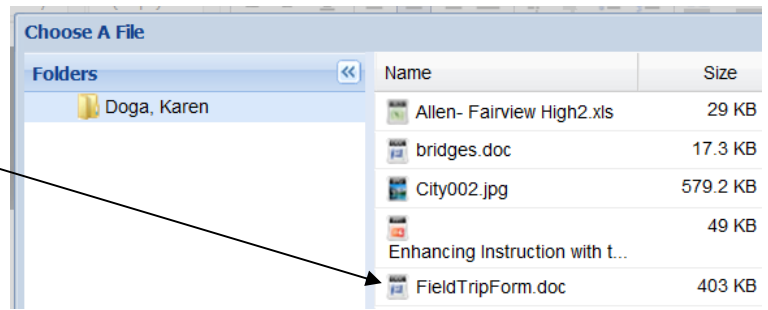 Choose A File
Folders
Name Size
Doga, Karen
Allen- Fairview High2.xls 29 KB
bridges.doc 17.3 KB
City002.jpg 579.2 KB
49 KB
Enhancing Instruction with t...
FieldTripForm.doc 403 KB